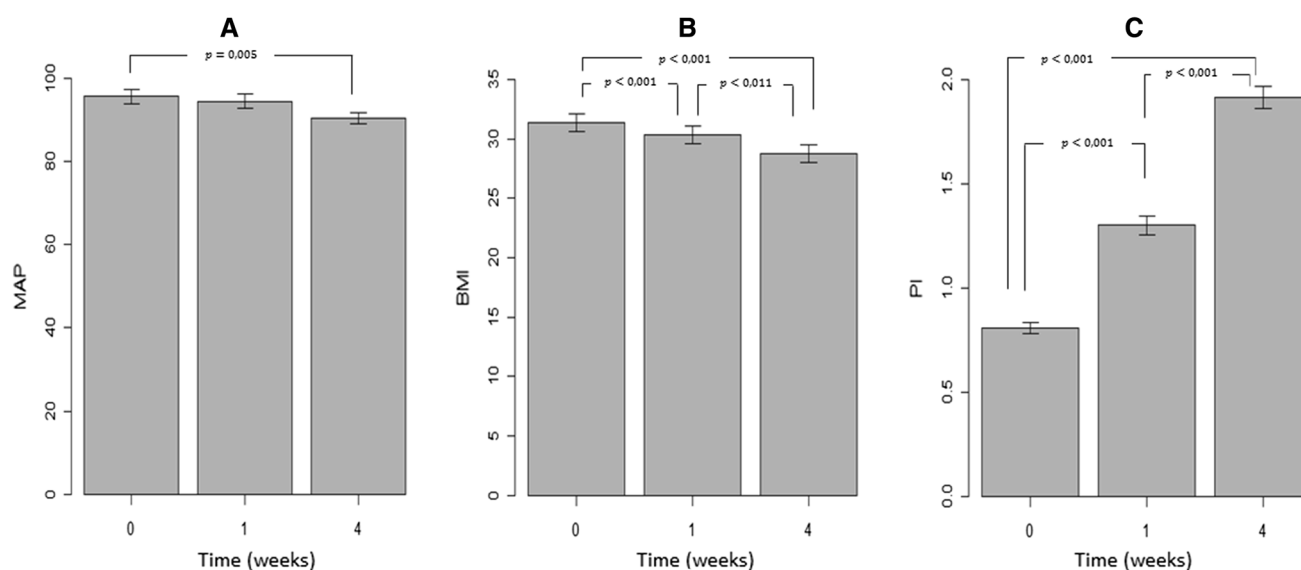 A
p = 0,005
MAP
100
80
60
40
20
0
0 1 4
Time (weeks)
B
p < 0,001
p < 0,001 p < 0,011
BMI
35
30
25
20
15
10
5
0
0 1 4
Time (weeks)
C
p < 0,001
p < 0,001
p < 0,001
PI
2.0
1.5
1.0
0.5
0.0
0 1 4
Time (weeks)